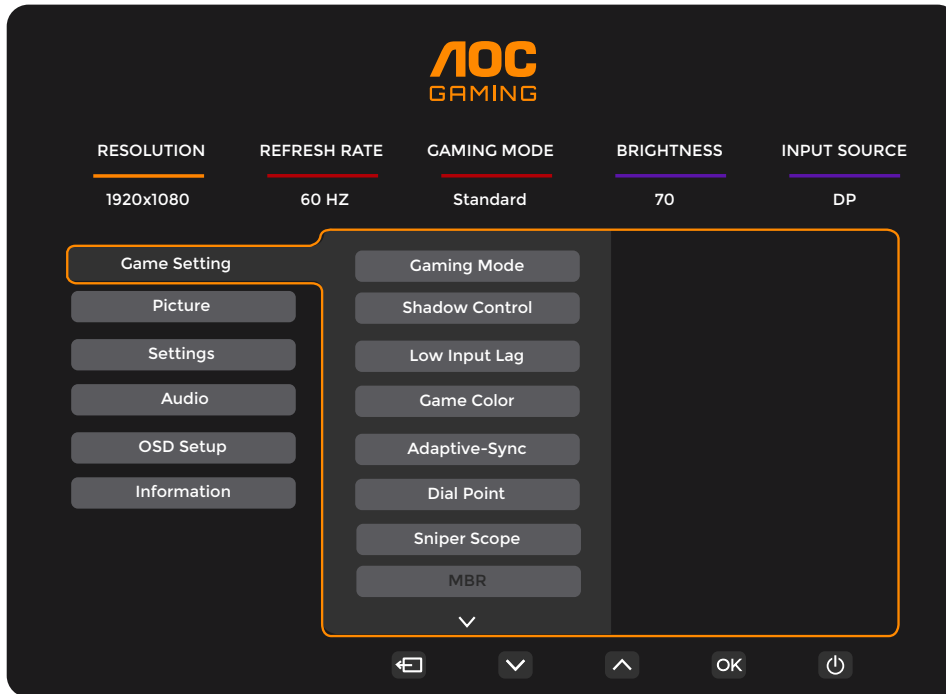 AOC
GAMING
RESOLUTION REFRESH RATE GAMING MODE BRIGHTNESS INPUT SOURCE
1920x1080 60 HZ Standard 70 DP
Game Setting
Picture
Settings
Audio
OSD Setup
Information
Gaming Mode
Shadow Control
Low Input Lag
Game Color
Adaptive-Sync
Dial Point
Sniper Scope
MBR
OK